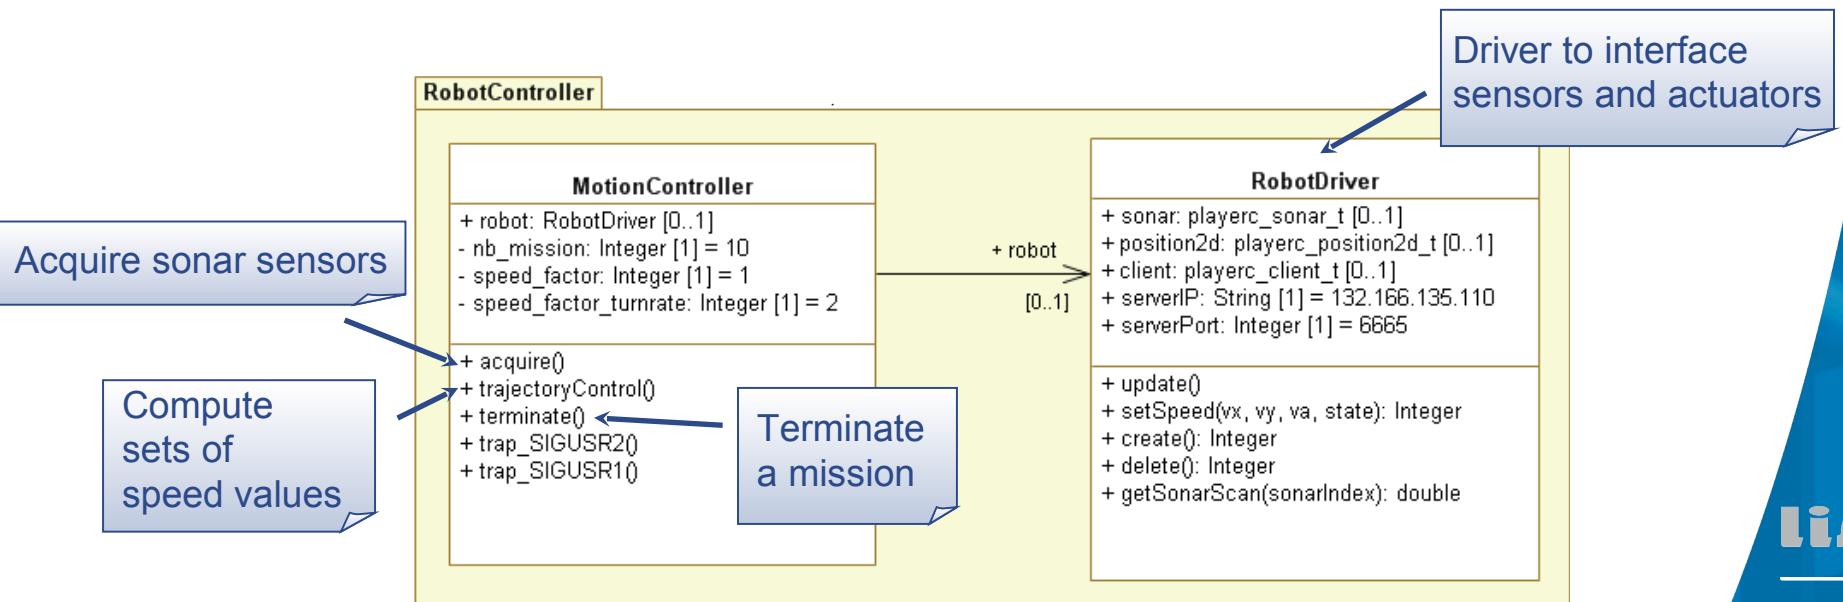 Driver to interface
sensors and actuators
RobotController
MotionController
+ robot: RobotDriver [0..1]
- nb_mission: Integer [1] = 10
- speed_factor: Integer [1] = 1
- speed_factor_turnrate: Integer [1] = 2
+ acquire()
+ trajectoryControl()
+ terminate()
+ trap_SIGUSR2()
+ trap_SIGUSR1()
Acquire sonar sensors
Compute
sets of
speed values
Terminate
a mission
+ robot
[0..1]
RobotDriver
+ sonar: playerc_sonar_t [0..1]
+ position2d: playerc_position2d_t [0..1]
+ client: playerc_client_t [0..1]
+ serverIP: String [1] = 132.166.135.110
+ serverPort: Integer [1] = 6665
+ update()
+ setSpeed(vx, vy, va, state): Integer
+ create(): Integer
+ delete(): Integer
+ getSonarScan(sonarIndex): double